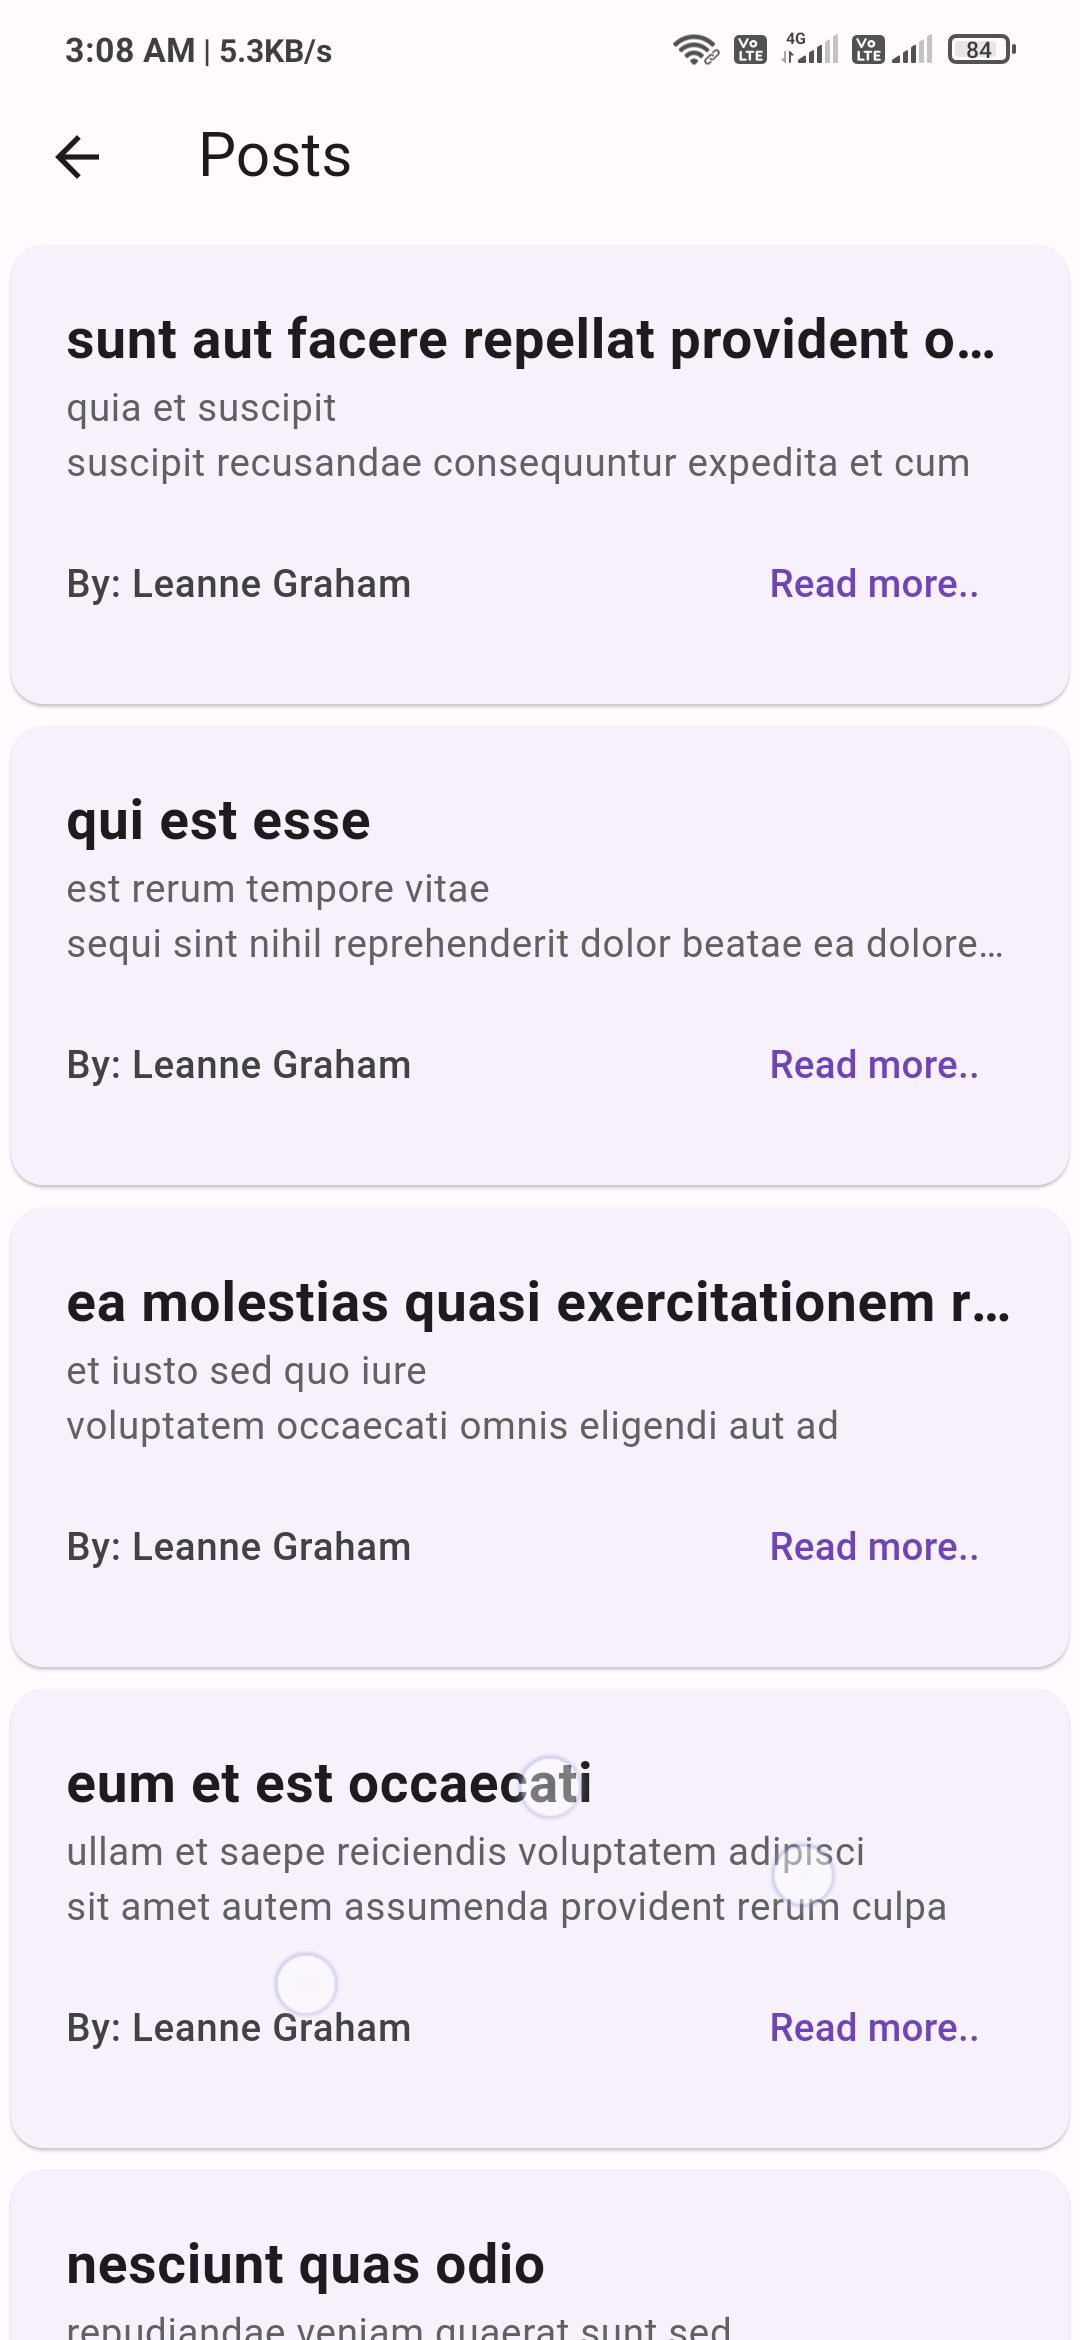 3:08 AM | 5.3KB/s Vo LTE 4G Vo LTE 84
Posts
sunt aut facere repellat provident o…
quia et suscipit
suscipit recusandae consequuntur expedita et cum
By: Leanne Graham Read more..
qui est esse
est rerum tempore vitae
sequi sint nihil reprehenderit dolor beatae ea dolore…
By: Leanne Graham Read more..
ea molestias quasi exercitationem r…
et iusto sed quo iure
voluptatem occaecati omnis eligendi aut ad
By: Leanne Graham Read more..
eum et est occaecati
ullam et saepe reiciendis voluptatem adipisci
sit amet autem assumenda provident rerum culpa
By: Leanne Graham Read more..
nesciunt quas odio
repudiandae veniam quaerat sunt sed